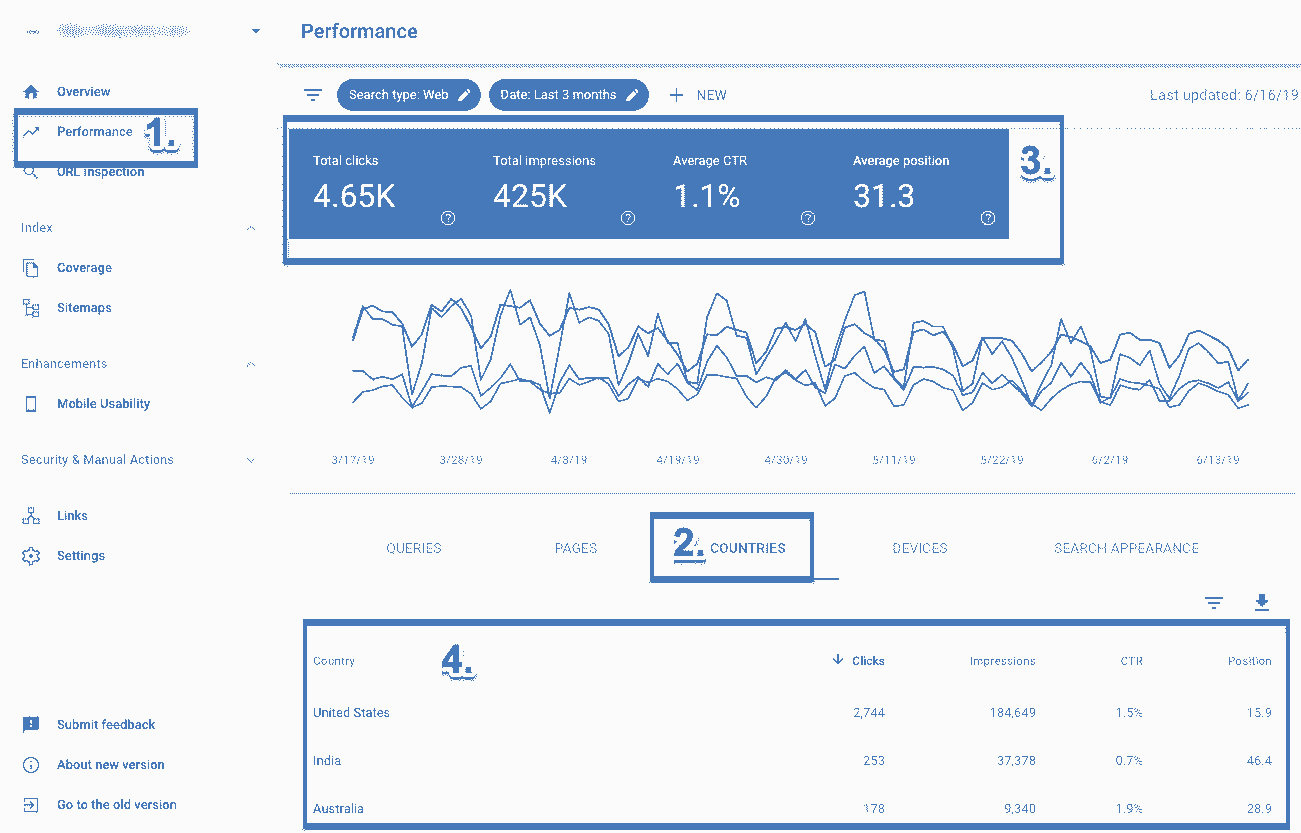 Performance
Search type: Web
Date: Last 3 months
NEW
Last updated: 6/16/19
Overview
Performance
1.
URL inspection
Index
Coverage
Sitemaps
Enhancements
Mobile Usability
Security & Manual Actions
Links
Settings
Submit feedback
About new version
Go to the old version
Total clicks
4.65K
Total impressions
425K
Average CTR
1.1%
Average position
31.3
3.
3/17/19 3/28/19 4/8/19 4/19/19 4/30/19 5/11/19 5/22/19 6/2/19 6/13/19
QUERIES PAGES 2. COUNTRIES DEVICES SEARCH APPEARANCE
4.
Country Clicks Impressions CTR Position
United States 2,744 184,649 1.5% 15.9
India 253 37,378 0.7% 46.4
Australia 178 9,340 1.9% 28.9